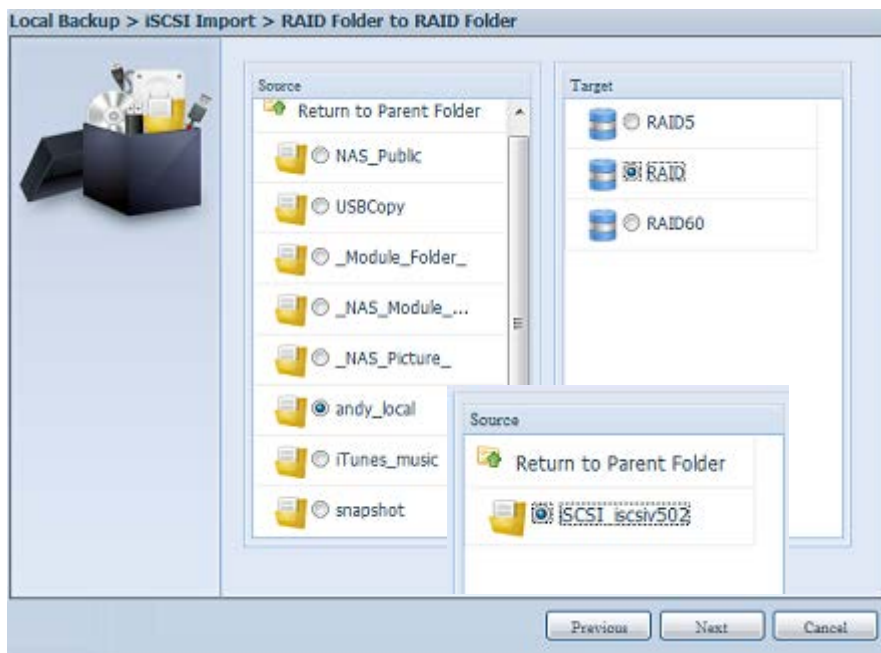 Local Backup > iSCSI Import > RAID Folder to RAID Folder
Source
Return to Parent Folder
NAS_Public
USBCopy
_Module_Folder_
_NAS_Module_...
_NAS_Picture_
andy_local
iTunes_music
snapshot
Target
RAID5
RAID
RAID60
Source
Return to Parent Folder
iSCSI_iscsiv502
Previous
Next
Cancel